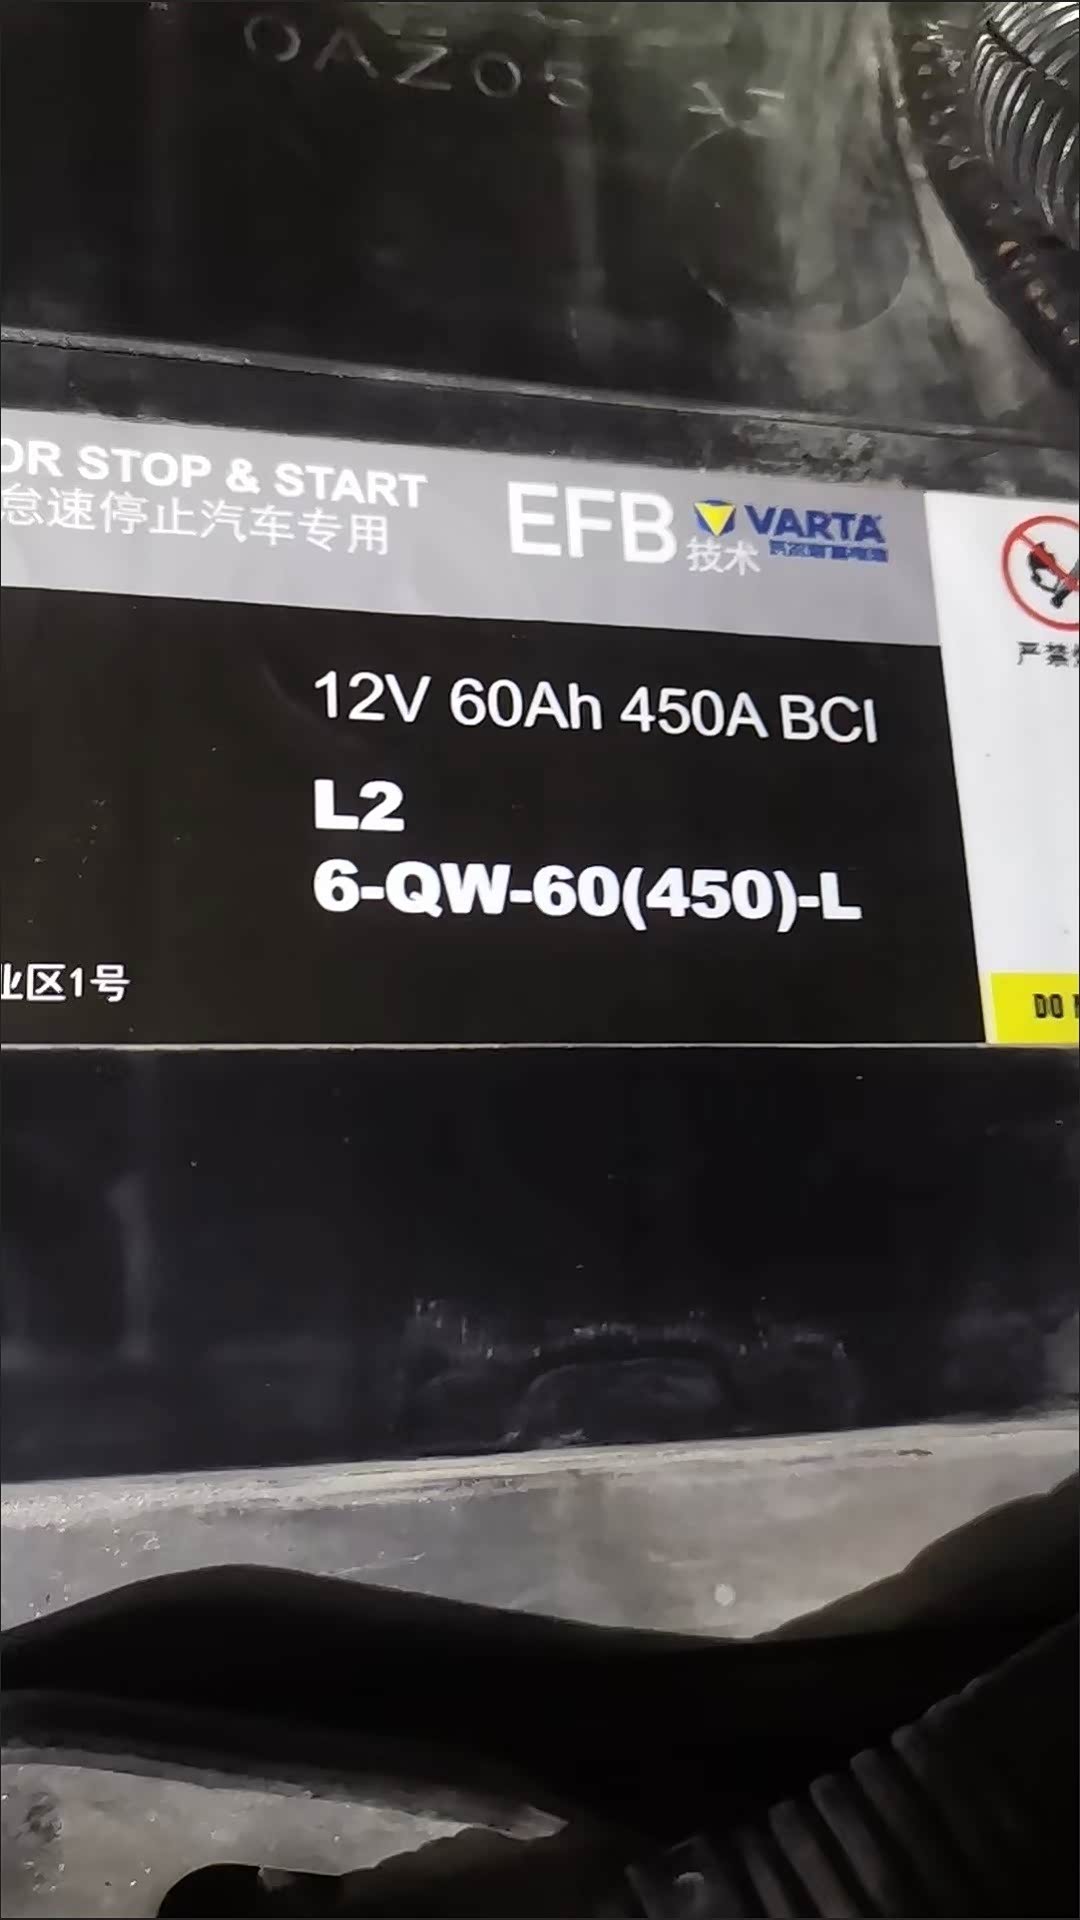 OAZ05
OR STOP & START
怠速停止汽车专用
EFB
技术
VARTA
12V 60Ah 450A BCI
L2
6-QW-60(450)-L
业区1号
严禁
DO